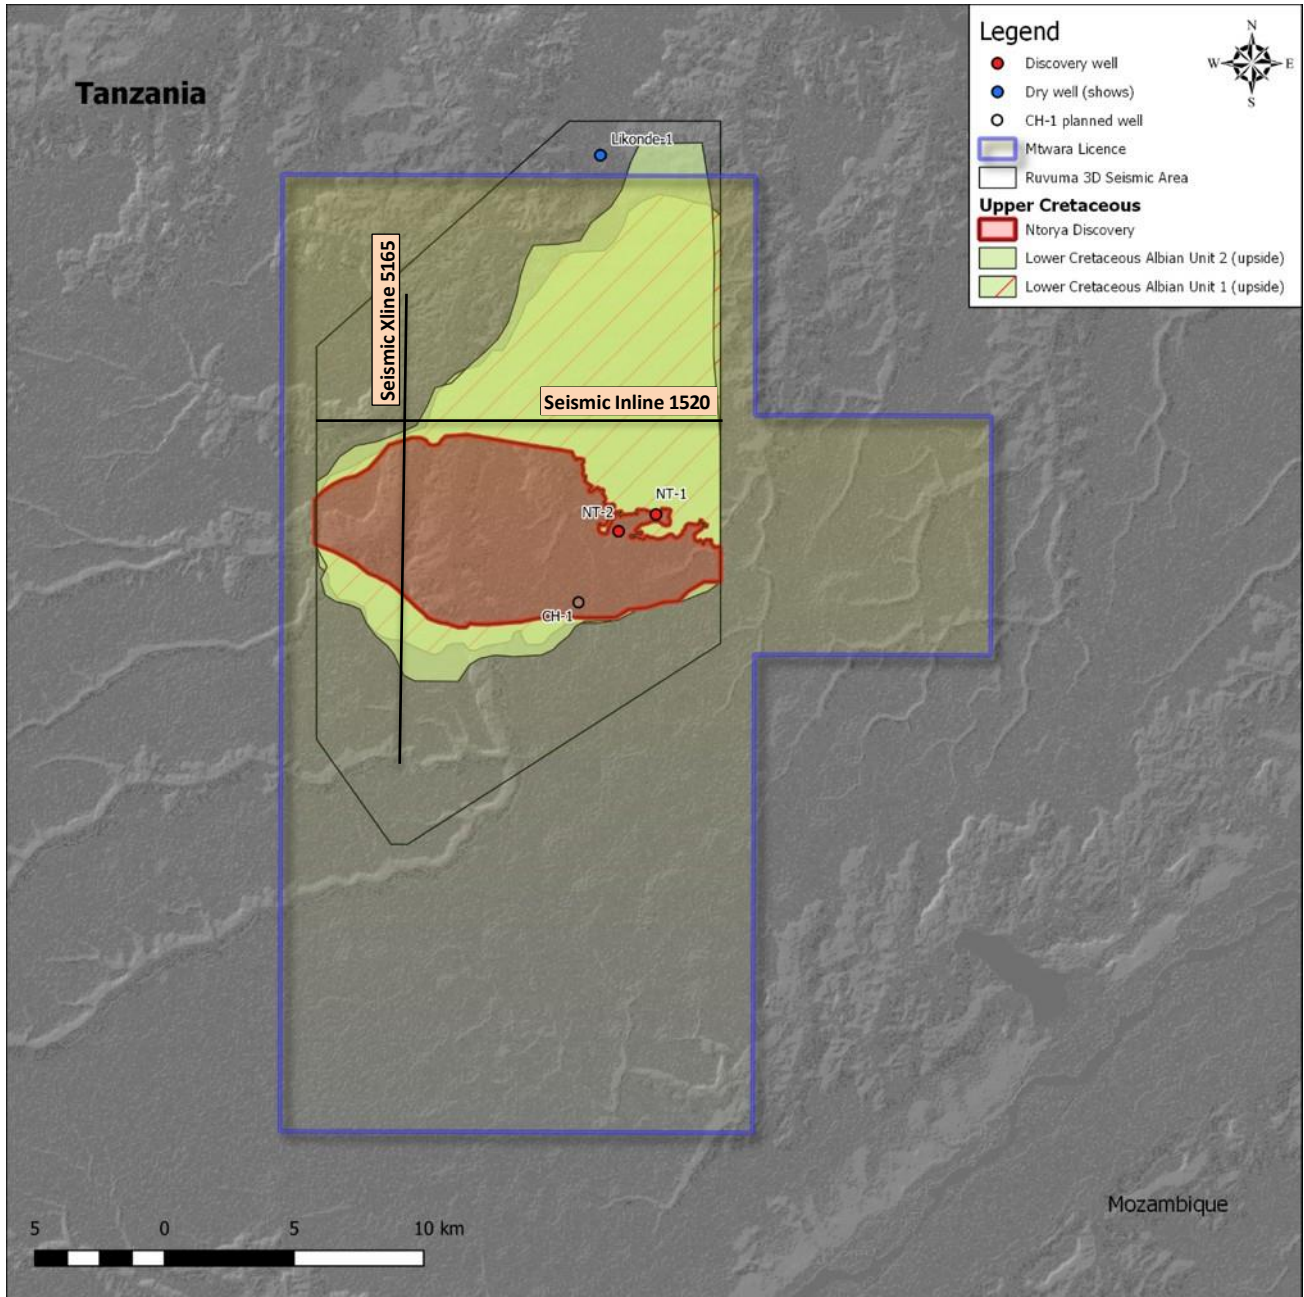 Tanzania
Legend
N
W
E
S
Discovery well
Dry well (shows)
CH-1 planned well
Mtwara Licence
Ruvuma 3D Seismic Area
Upper Cretaceous
Ntorya Discovery
Lower Cretaceous Albian Unit 2 (upside)
Lower Cretaceous Albian Unit 1 (upside)
Likonde-1
Seismic Xline 5165
Seismic Inline 1520
NT-1
NT-2
CH-1
Mozambique
5 0 5 10 km